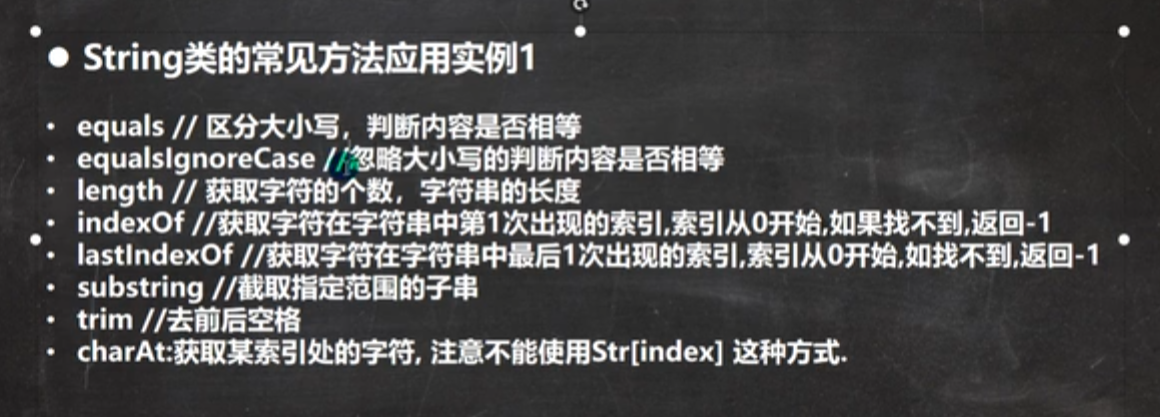 ● String类的常见方法应用实例1
• equals // 区分大小写，判断内容是否相等
• equalsIgnoreCase //忽略大小写的判断内容是否相等
• length // 获取字符的个数，字符串的长度
• indexOf //获取字符在字符串中第1次出现的索引,索引从0开始,如果找不到,返回-1
• lastIndexOf //获取字符在字符串中最后1次出现的索引,索引从0开始,如找不到,返回-1
• substring //截取指定范围的子串
• trim //去前后空格
• charAt:获取某索引处的字符, 注意不能使用Str[index] 这种方式.